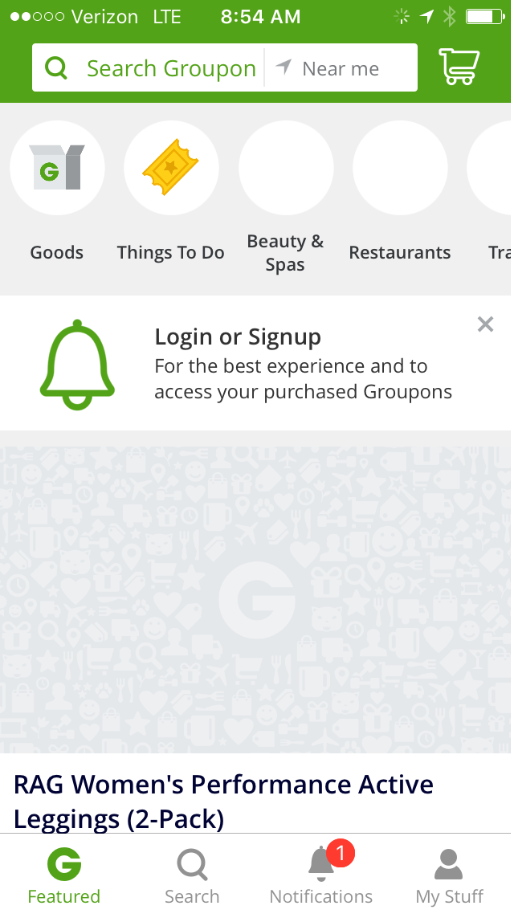 Verizon LTE 8:54 AM
Search Groupon Near me
G
Goods
Things To Do
Beauty &
Spas
Restaurants
Tra
Login or Signup
For the best experience and to
access your purchased Groupons
G
RAG Women's Performance Active
Leggings (2-Pack)
G
1
Featured
Search
Notifications
My Stuff